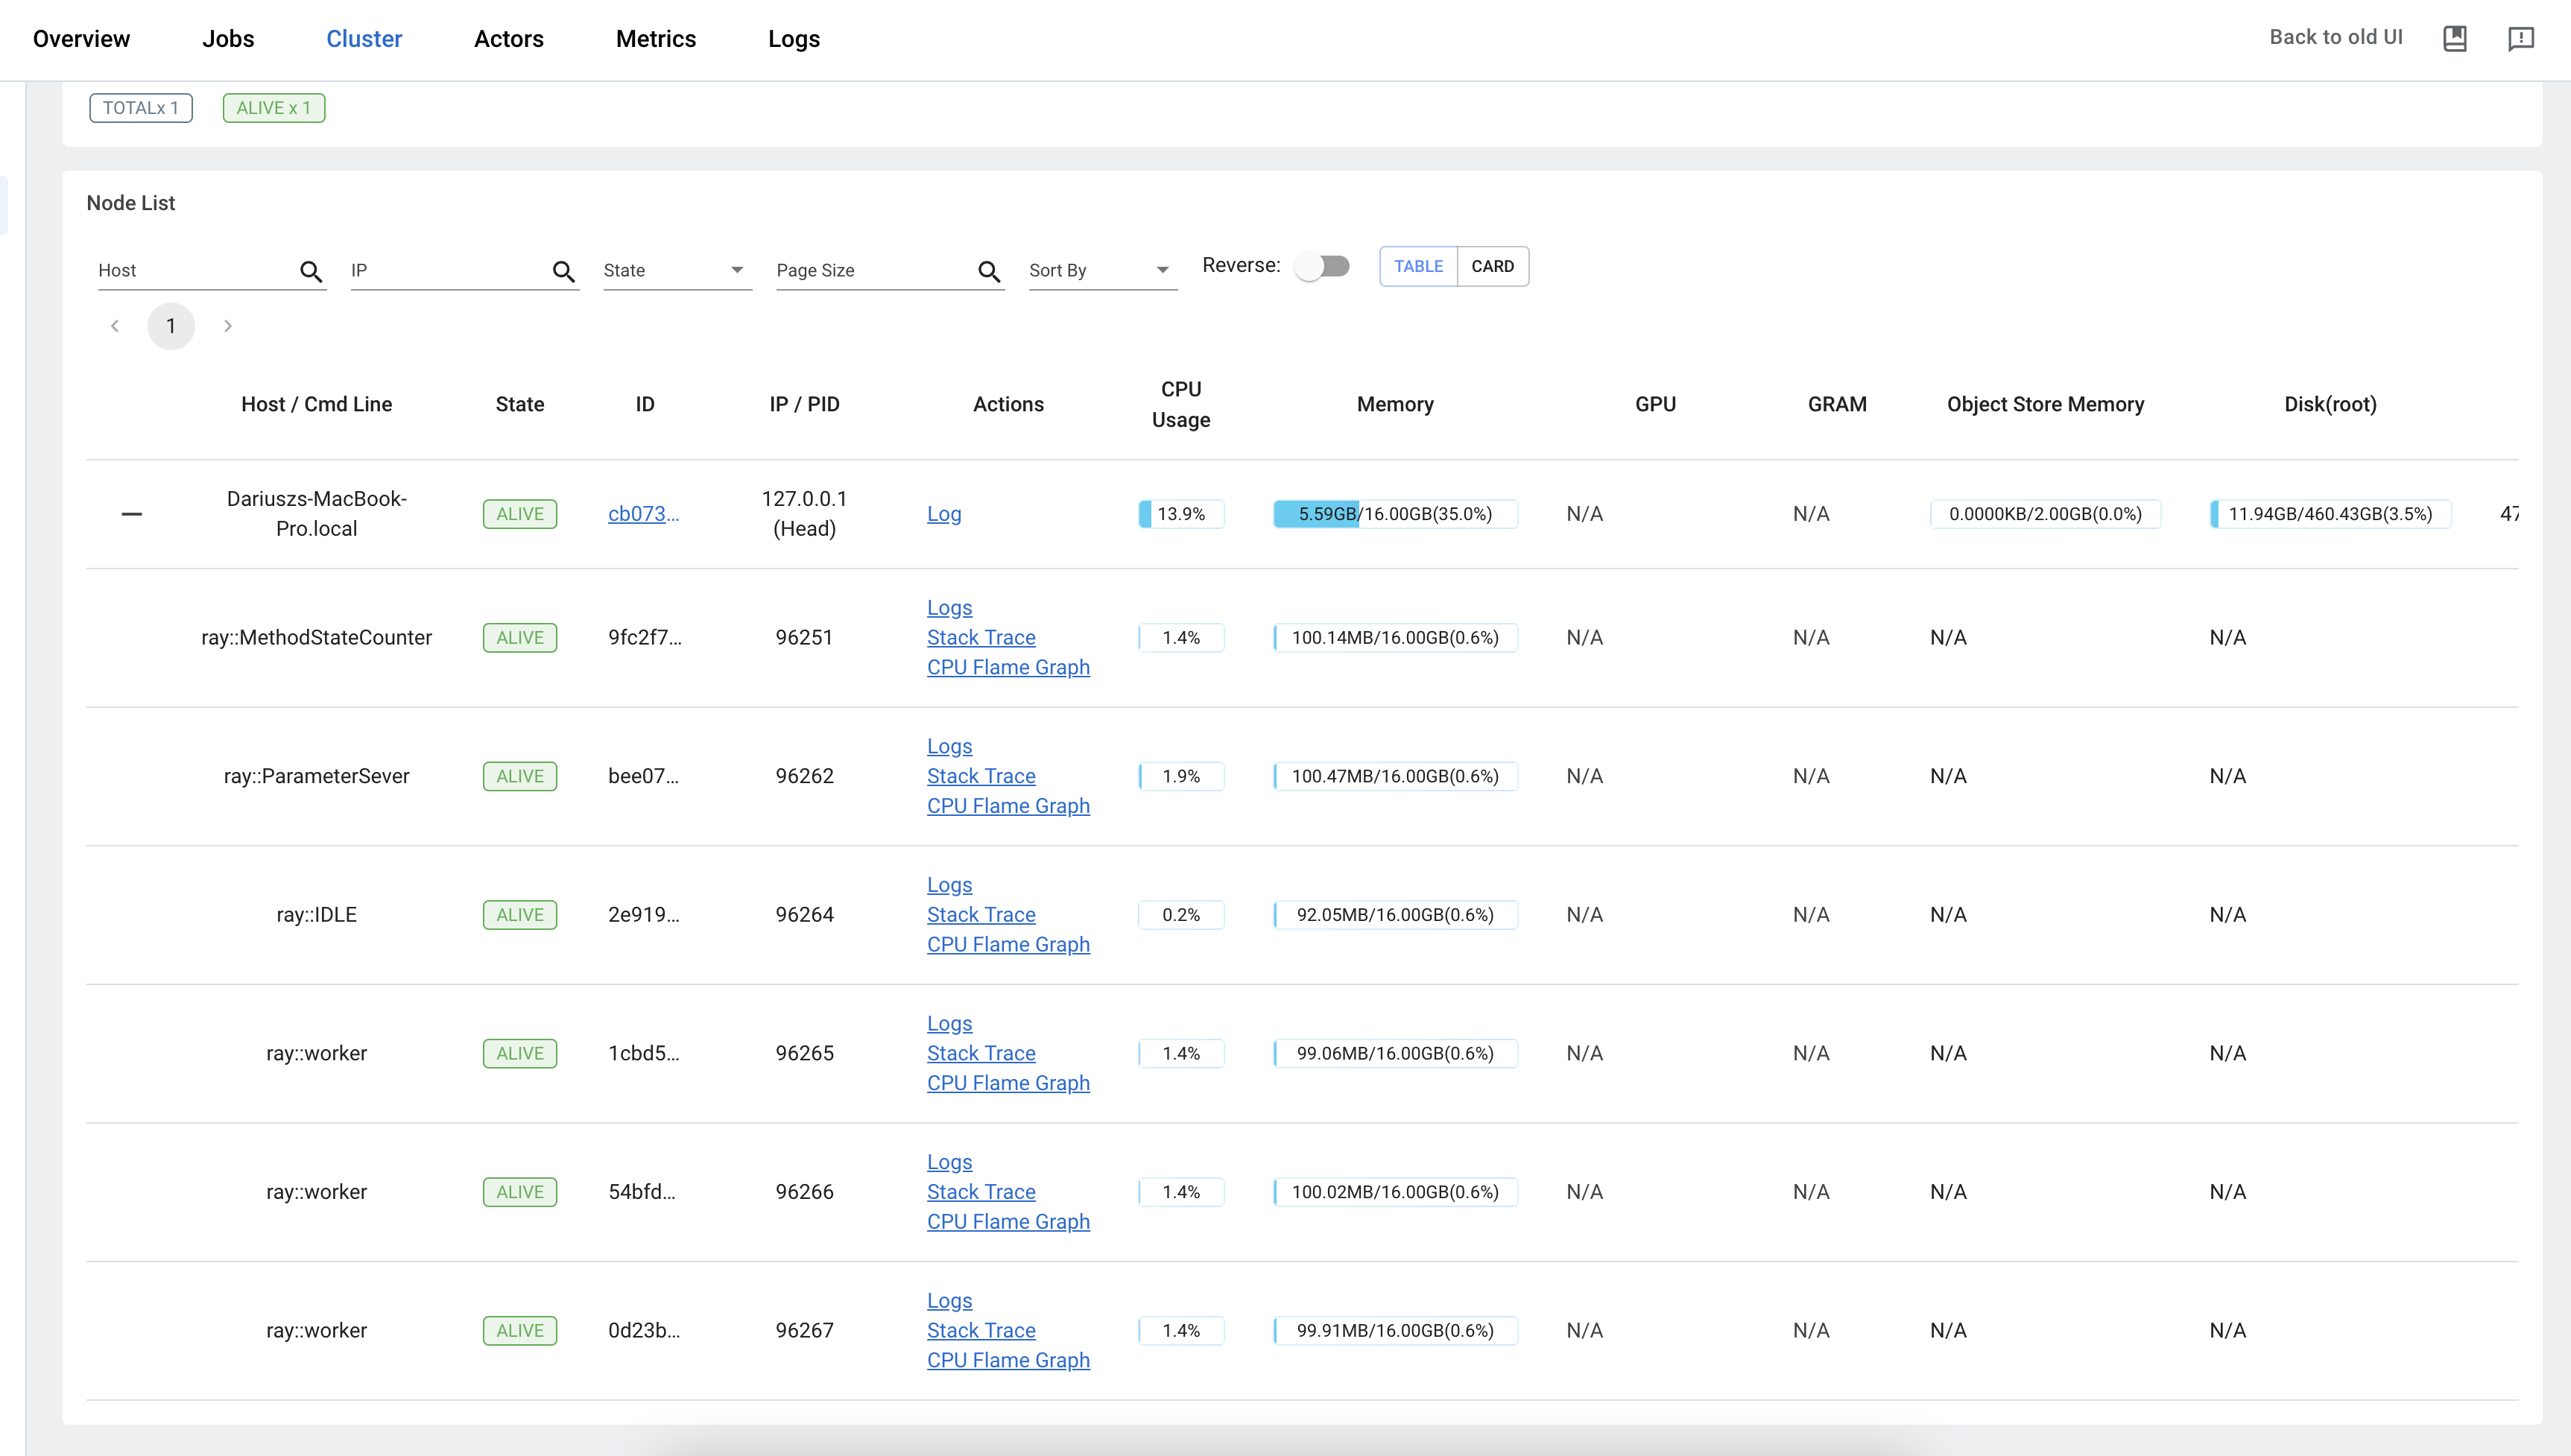 Overview Jobs Cluster Actors Metrics Logs Back to old UI
TOTALx 1 ALIVE x 1
Node List
Host IP State Page Size Sort By Reverse: TABLE CARD
1
Host / Cmd Line State ID IP / PID Actions CPU Usage Memory GPU GRAM Object Store Memory Disk(root)
Dariuszs-MacBook-Pro.local ALIVE cb073... 127.0.0.1 (Head) Log 13.9% 5.59GB/16.00GB(35.0%) N/A N/A 0.0000KB/2.00GB(0.0%) 11.94GB/460.43GB(3.5%) 47
ray::MethodStateCounter ALIVE 9fc2f7... 96251 Logs Stack Trace CPU Flame Graph 1.4% 100.14MB/16.00GB(0.6%) N/A N/A N/A N/A
ray::ParameterSever ALIVE bee07... 96262 Logs Stack Trace CPU Flame Graph 1.9% 100.47MB/16.00GB(0.6%) N/A N/A N/A N/A
ray::IDLE ALIVE 2e919... 96264 Logs Stack Trace CPU Flame Graph 0.2% 92.05MB/16.00GB(0.6%) N/A N/A N/A N/A
ray::worker ALIVE 1cbd5... 96265 Logs Stack Trace CPU Flame Graph 1.4% 99.06MB/16.00GB(0.6%) N/A N/A N/A N/A
ray::worker ALIVE 54bfd... 96266 Logs Stack Trace CPU Flame Graph 1.4% 100.02MB/16.00GB(0.6%) N/A N/A N/A N/A
ray::worker ALIVE 0d23b... 96267 Logs Stack Trace CPU Flame Graph 1.4% 99.91MB/16.00GB(0.6%) N/A N/A N/A N/A